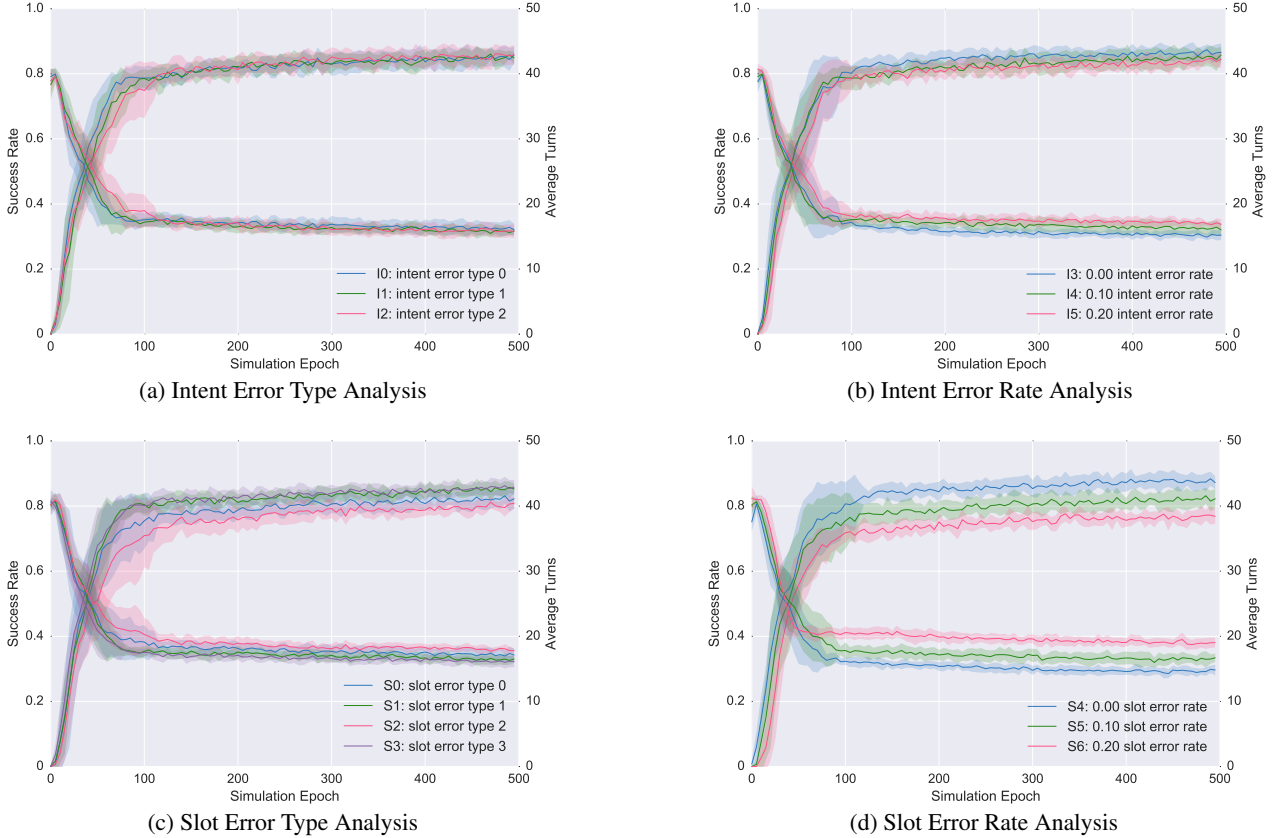 1.0
0.8
0.6
0.4
0.2
0
Success Rate
50
40
30
20
10
0
Average Turns
I0: intent error type 0
I1: intent error type 1
I2: intent error type 2
0 100 200 300 400 500
Simulation Epoch
(a) Intent Error Type Analysis
1.0
0.8
0.6
0.4
0.2
0
Success Rate
50
40
30
20
10
0
Average Turns
I3: 0.00 intent error rate
I4: 0.10 intent error rate
I5: 0.20 intent error rate
0 100 200 300 400 500
Simulation Epoch
(b) Intent Error Rate Analysis
1.0
0.8
0.6
0.4
0.2
0
Success Rate
50
40
30
20
10
0
Average Turns
S0: slot error type 0
S1: slot error type 1
S2: slot error type 2
S3: slot error type 3
0 100 200 300 400 500
Simulation Epoch
(c) Slot Error Type Analysis
1.0
0.8
0.6
0.4
0.2
0
Success Rate
50
40
30
20
10
0
Average Turns
S4: 0.00 slot error rate
S5: 0.10 slot error rate
S6: 0.20 slot error rate
0 100 200 300 400 500
Simulation Epoch
(d) Slot Error Rate Analysis